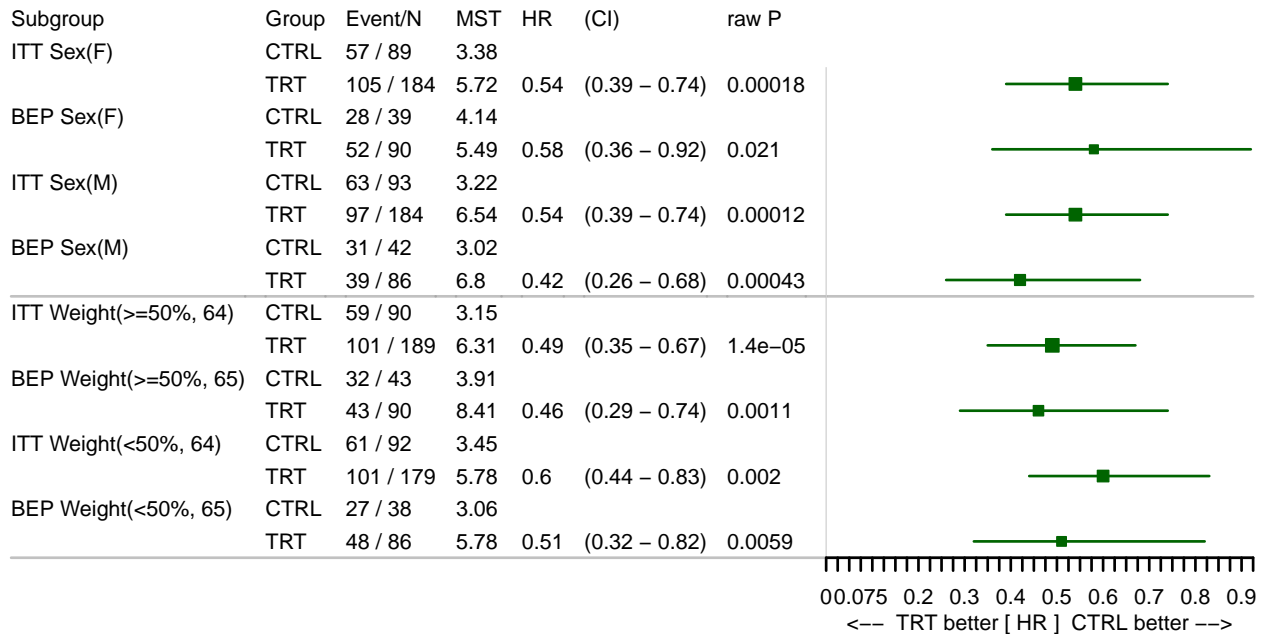 Subgroup Group Event/N MST HR (CI) raw P
ITT Sex(F) CTRL 57 / 89 3.38
TRT 105 / 184 5.72 0.54 (0.39 − 0.74) 0.00018
BEP Sex(F) CTRL 28 / 39 4.14
TRT 52 / 90 5.49 0.58 (0.36 − 0.92) 0.021
ITT Sex(M) CTRL 63 / 93 3.22
TRT 97 / 184 6.54 0.54 (0.39 − 0.74) 0.00012
BEP Sex(M) CTRL 31 / 42 3.02
TRT 39 / 86 6.8 0.42 (0.26 − 0.68) 0.00043
ITT Weight(>=50%, 64) CTRL 59 / 90 3.15
TRT 101 / 189 6.31 0.49 (0.35 − 0.67) 1.4e−05
BEP Weight(>=50%, 65) CTRL 32 / 43 3.91
TRT 43 / 90 8.41 0.46 (0.29 − 0.74) 0.0011
ITT Weight(<50%, 64) CTRL 61 / 92 3.45
TRT 101 / 179 5.78 0.6 (0.44 − 0.83) 0.002
BEP Weight(<50%, 65) CTRL 27 / 38 3.06
TRT 48 / 86 5.78 0.51 (0.32 − 0.82) 0.0059
0 0.075 0.2 0.3 0.4 0.5 0.6 0.7 0.8 0.9
<−− TRT better [ HR ] CTRL better −−>